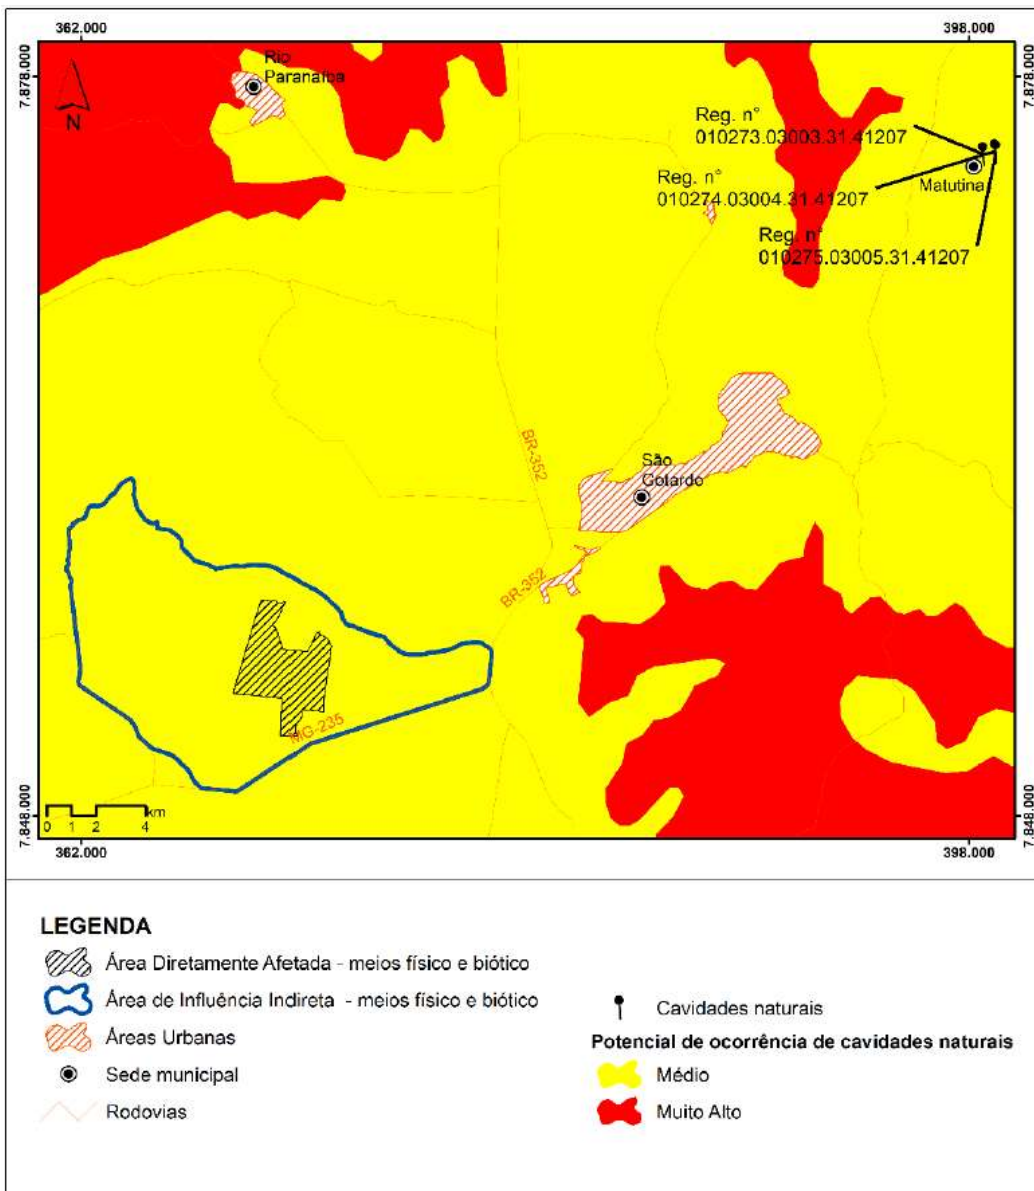 362.000
398.000
7.878.000
7.878.000
N
Rio
Paranaíba
Reg. n°
010273.03003.31.41207
Reg. n°
010274.03004.31.41207
Matutina
Reg. n°
010275.03005.31.41207
BR-352
São
Gotardo
BR-352
MG-235
km
0 1 2 4
7.848.000
7.848.000
362.000
398.000
LEGENDA
Área Diretamente Afetada - meios físico e biótico
Área de Influência Indireta - meios físico e biótico
Áreas Urbanas
Sede municipal
Rodovias
Cavidades naturais
Potencial de ocorrência de cavidades naturais
Médio
Muito Alto